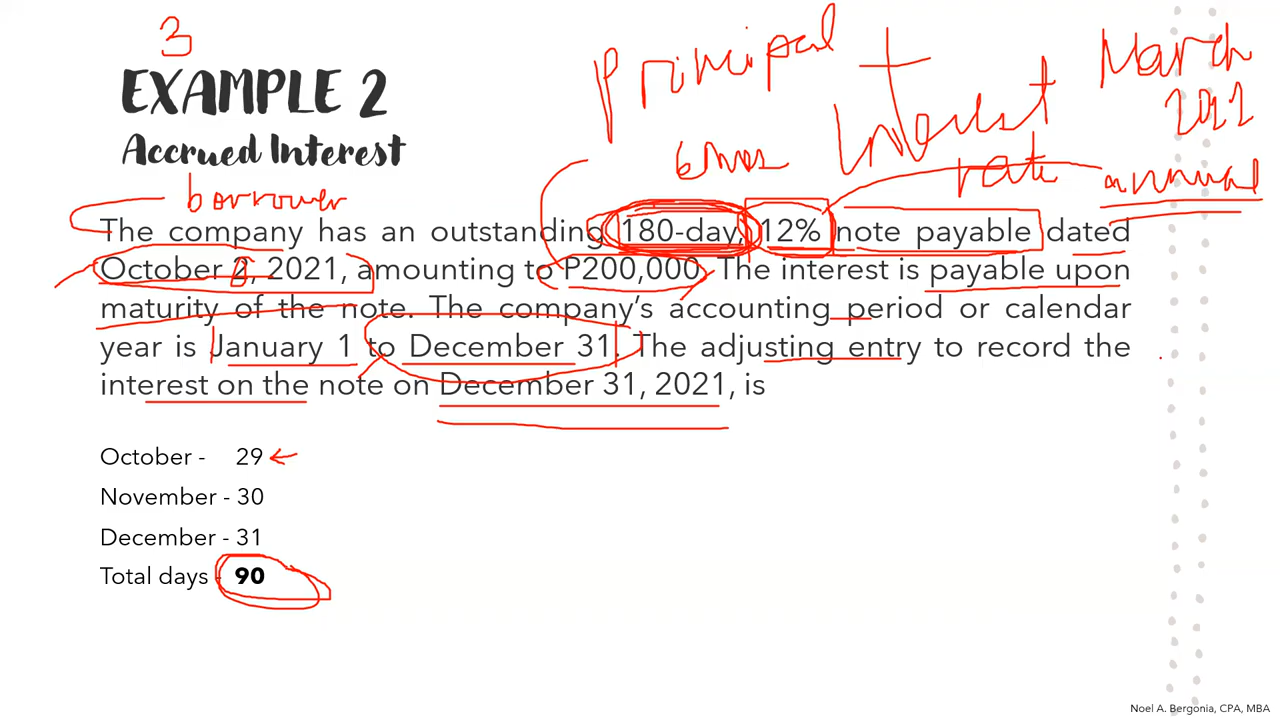 3
Principal
Interest
rate
March
2022
EXAMPLE 2
Accrued Interest
6 mos
annual
borrower
The company has an outstanding 180-day, 12% note payable dated
October 2, 2021, amounting to P200,000. The interest is payable upon
maturity of the note. The company's accounting period or calendar
year is January 1 to December 31. The adjusting entry to record the
interest on the note on December 31, 2021, is
October - 29
November - 30
December - 31
Total days - 90
Noel A. Bergonia, CPA, MBA